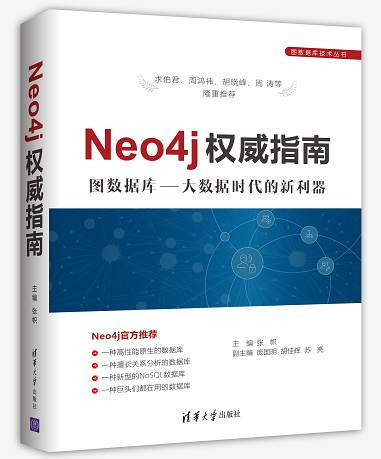 图数据库技术丛书
求伯君、周鸿祎、胡晓峰、周 涛等
隆重推荐
Neo4j权威指南
图数据库—大数据时代的新利器
Neo4j官方推荐
一种高性能原生的数据库
一种擅长关系分析的数据库
一种新型的NoSQL数据库
一种巨头们都在用的数据库
主 编 张 帜
副主编 庞国明 胡佳辉 苏 亮
清华大学出版社
Neo4j权威指南
主编 张帜
清华大学出版社